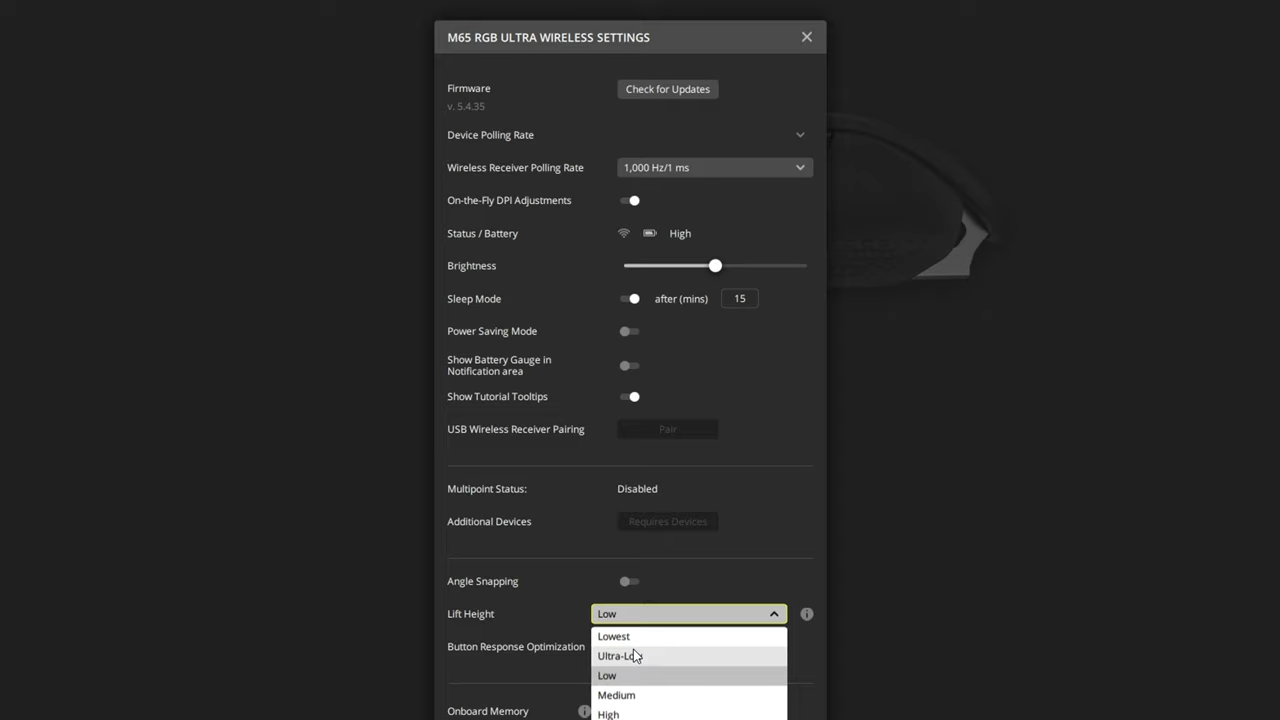 M65 RGB ULTRA WIRELESS SETTINGS
Firmware
Check for Updates
v. 5.4.35
Device Polling Rate
Wireless Receiver Polling Rate
1,000 Hz/1 ms
On-the-Fly DPI Adjustments
Status / Battery
High
Brightness
Sleep Mode
after (mins)
15
Power Saving Mode
Show Battery Gauge in
Notification area
Show Tutorial Tooltips
USB Wireless Receiver Pairing
Pair
Multipoint Status:
Disabled
Additional Devices
Requires Devices
Angle Snapping
Lift Height
Low
Lowest
Button Response Optimization
Ultra-Low
Low
Medium
Onboard Memory
High